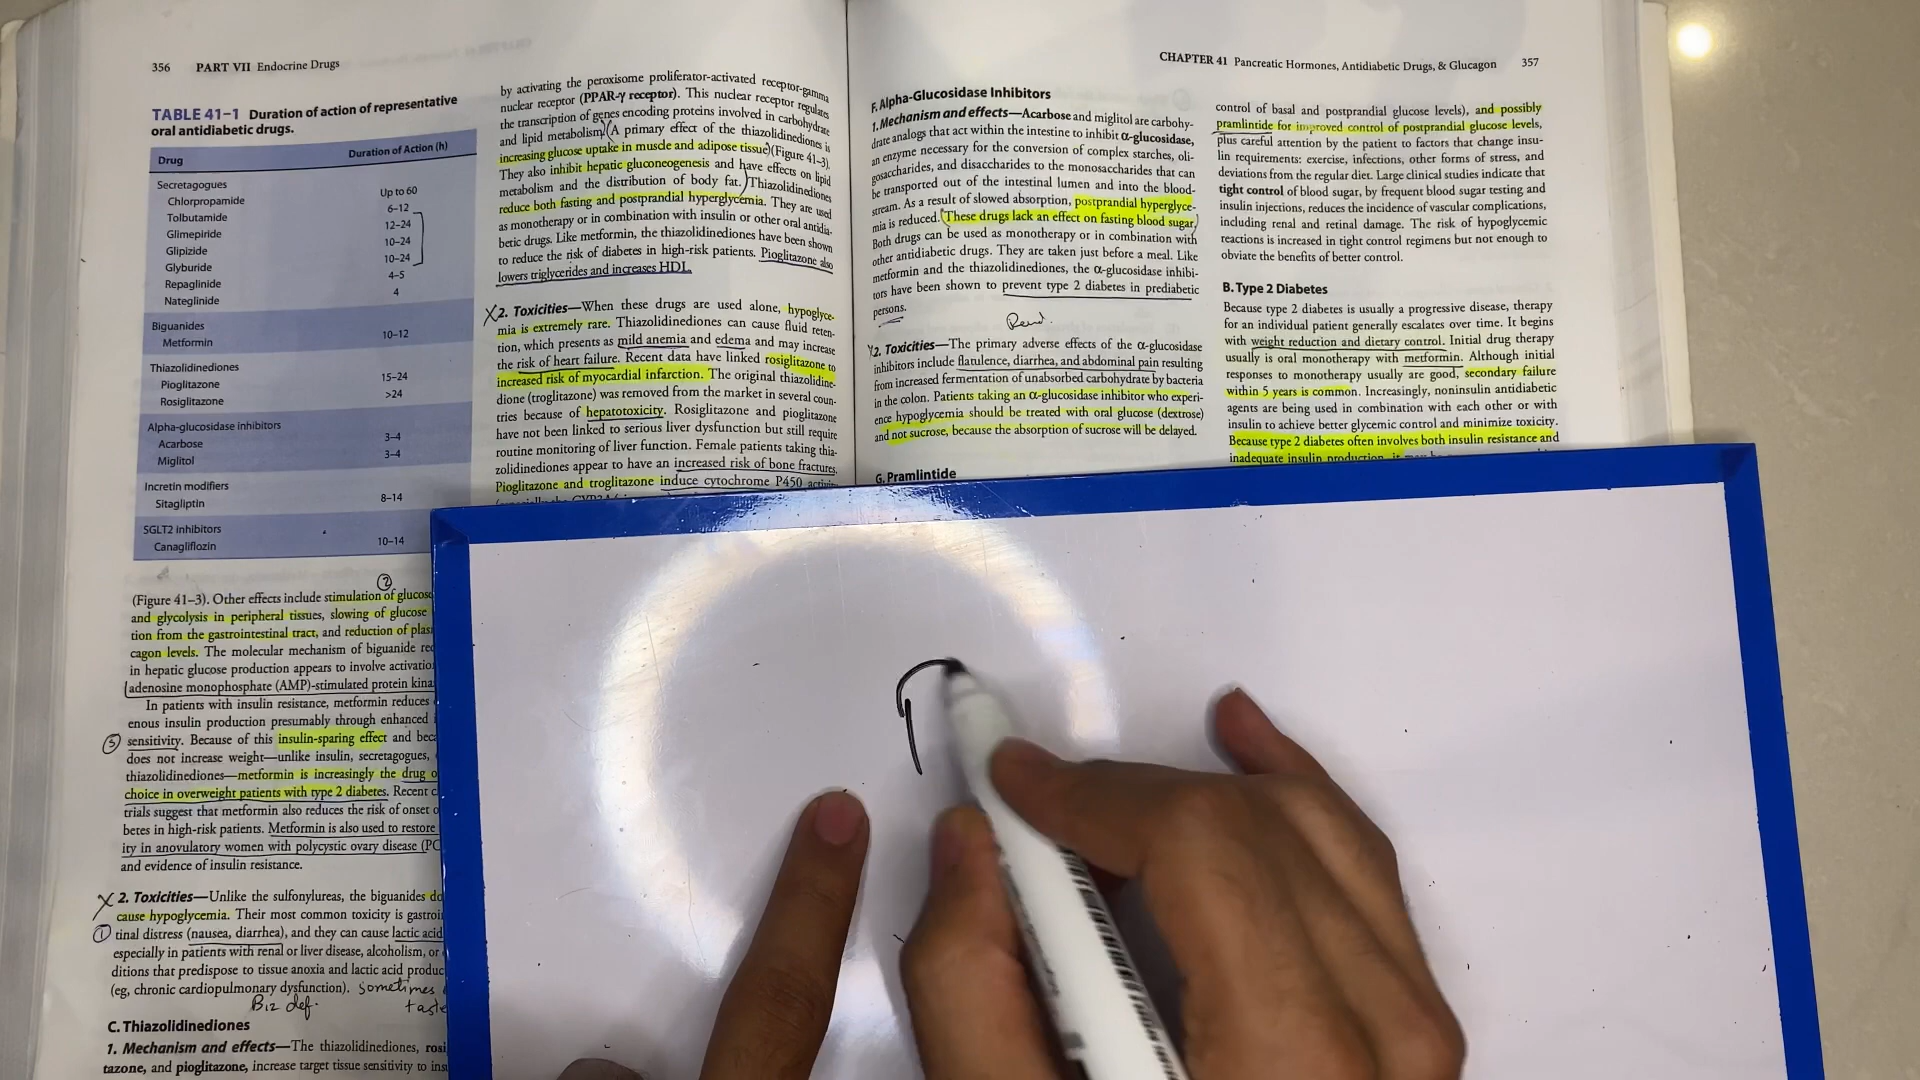 356 PART VII Endocrine Drugs
TABLE 41–1 Duration of action of representative
oral antidiabetic drugs.
Drug Duration of Action (h)
Secretagogues
Chlorpropamide Up to 60
Tolbutamide 6–12
Glimepiride 12–24
Glipizide 10–24
Glyburide 10–24
Repaglinide 4–5
Nateglinide 4
Biguanides
Metformin 10–12
Thiazolidinediones
Pioglitazone 15–24
Rosiglitazone >24
Alpha-glucosidase inhibitors
Acarbose 3–4
Miglitol 3–4
Incretin modifiers
Sitagliptin 8–14
SGLT2 inhibitors
Canagliflozin 10–14
2
(Figure 41–3). Other effects include stimulation of
and glycolysis in peripheral tissues, slowing of glucose
tion from the gastrointestinal tract, and reduction of
cagon levels. The molecular mechanism of biguanide
in hepatic glucose production appears to involve
adenosine monophosphate (AMP)-stimulated protein
In patients with insulin resistance, metformin reduces
enous insulin production presumably through enhanced
sensitivity. Because of this insulin-sparing effect and
does not increase weight—unlike insulin, secretagogues,
thiazolidinediones—metformin is increasingly the drug
choice in overweight patients with type 2 diabetes. Recent
trials suggest that metformin also reduces the risk of onset
betes in high-risk patients. Metformin is also used to restore
ity in anovulatory women with polycystic ovary disease
and evidence of insulin resistance.
X 2. Toxicities—Unlike the sulfonylureas, the biguanides
cause hypoglycemia. Their most common toxicity is
1 tinal distress (nausea, diarrhea), and they can cause lactic
especially in patients with renal or liver disease, alcoholism, or
ditions that predispose to tissue anoxia and lactic acid
(eg, chronic cardiopulmonary dysfunction). sometimes
B12 def. taste
C. Thiazolidinediones
1. Mechanism and effects—The thiazolidinediones,
tazone, and pioglitazone, increase target tissue sensitivity to
by activating the peroxisome proliferator-activated receptor-gamma
nuclear receptor (PPAR-γ receptor). This nuclear receptor regulates
the transcription of genes encoding proteins involved in carbohydrate
and lipid metabolism. (A primary effect of the thiazolidinediones is
increasing glucose uptake in muscle and adipose tissue) (Figure 41–3).
They also inhibit hepatic gluconeogenesis and have effects on lipid
metabolism and the distribution of body fat. Thiazolidinediones
reduce both fasting and postprandial hyperglycemia. They are used
as monotherapy or in combination with insulin or other oral antidia-
betic drugs. Like metformin, the thiazolidinediones have been shown
to reduce the risk of diabetes in high-risk patients. Pioglitazone also
lowers triglycerides and increases HDL.
X 2. Toxicities—When these drugs are used alone, hypoglyce-
mia is extremely rare. Thiazolidinediones can cause fluid reten-
tion, which presents as mild anemia and edema and may increase
the risk of heart failure. Recent data have linked rosiglitazone to
increased risk of myocardial infarction. The original thiazolidine-
dione (troglitazone) was removed from the market in several coun-
tries because of hepatotoxicity. Rosiglitazone and pioglitazone
have not been linked to serious liver dysfunction but still require
routine monitoring of liver function. Female patients taking thia-
zolidinediones appear to have an increased risk of bone fractures.
Pioglitazone and troglitazone induce cytochrome P450
CHAPTER 41 Pancreatic Hormones, Antidiabetic Drugs, & Glucagon 357
F. Alpha-Glucosidase Inhibitors
1. Mechanism and effects—Acarbose and miglitol are carbohy-
drate analogs that act within the intestine to inhibit α-glucosidase,
an enzyme necessary for the conversion of complex starches, oli-
gosaccharides, and disaccharides to the monosaccharides that can
be transported out of the intestinal lumen and into the blood-
stream. As a result of slowed absorption, postprandial hyperglyce-
mia is reduced. (These drugs lack an effect on fasting blood sugar.)
Both drugs can be used as monotherapy or in combination with
other antidiabetic drugs. They are taken just before a meal. Like
metformin and the thiazolidinediones, the α-glucosidase inhibi-
tors have been shown to prevent type 2 diabetes in prediabetic
persons.
2. Toxicities—The primary adverse effects of the α-glucosidase
inhibitors include flatulence, diarrhea, and abdominal pain resulting
from increased fermentation of unabsorbed carbohydrate by bacteria
in the colon. Patients taking an α-glucosidase inhibitor who experi-
ence hypoglycemia should be treated with oral glucose (dextrose)
and not sucrose, because the absorption of sucrose will be delayed.
G. Pramlintide
control of basal and postprandial glucose levels), and possibly
pramlintide for improved control of postprandial glucose levels,
plus careful attention by the patient to factors that change insu-
lin requirements: exercise, infections, other forms of stress, and
deviations from the regular diet. Large clinical studies indicate that
tight control of blood sugar, by frequent blood sugar testing and
insulin injections, reduces the incidence of vascular complications,
including renal and retinal damage. The risk of hypoglycemic
reactions is increased in tight control regimens but not enough to
obviate the benefits of better control.
B. Type 2 Diabetes
Because type 2 diabetes is usually a progressive disease, therapy
for an individual patient generally escalates over time. It begins
with weight reduction and dietary control. Initial drug therapy
usually is oral monotherapy with metformin. Although initial
responses to monotherapy usually are good, secondary failure
within 5 years is common. Increasingly, noninsulin antidiabetic
agents are being used in combination with each other or with
insulin to achieve better glycemic control and minimize toxicity.
Because type 2 diabetes often involves both insulin resistance and
inadequate insulin production, it